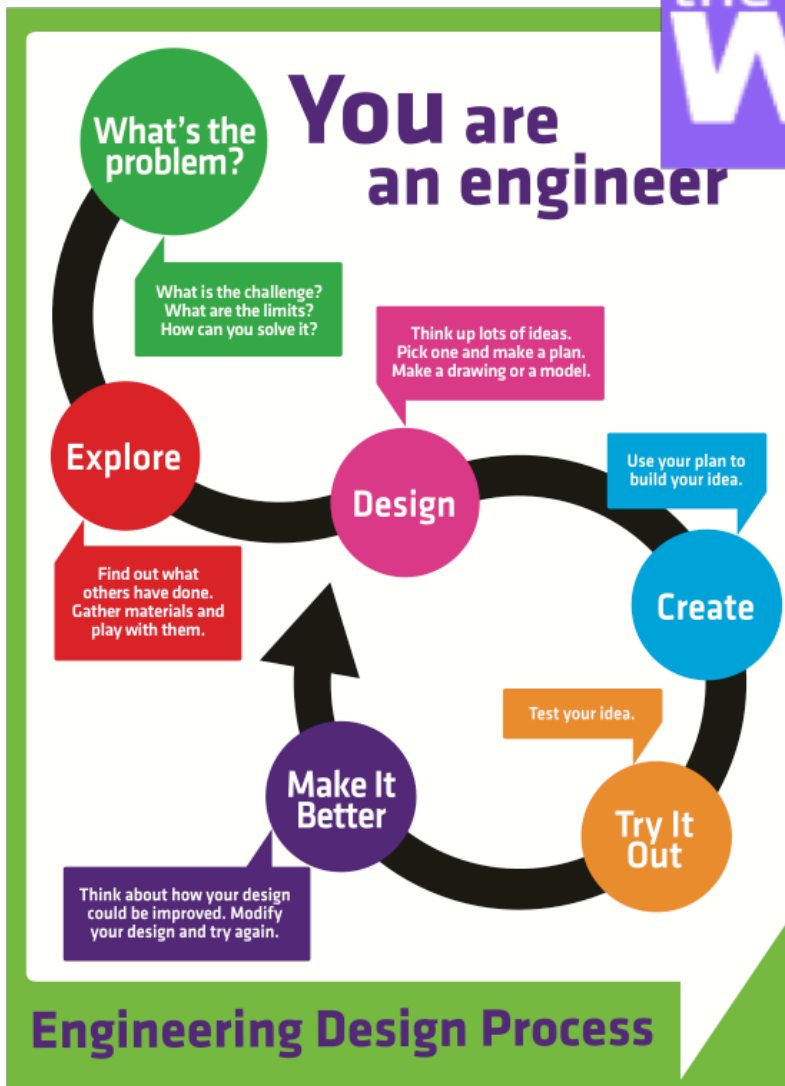 the
W
You are
an engineer
What's the
problem?
What is the challenge?
What are the limits?
How can you solve it?
Explore
Find out what
others have done.
Gather materials and
play with them.
Think up lots of ideas.
Pick one and make a plan.
Make a drawing or a model.
Design
Use your plan to
build your idea.
Create
Test your idea.
Try It
Out
Make It
Better
Think about how your design
could be improved. Modify
your design and try again.
Engineering Design Process